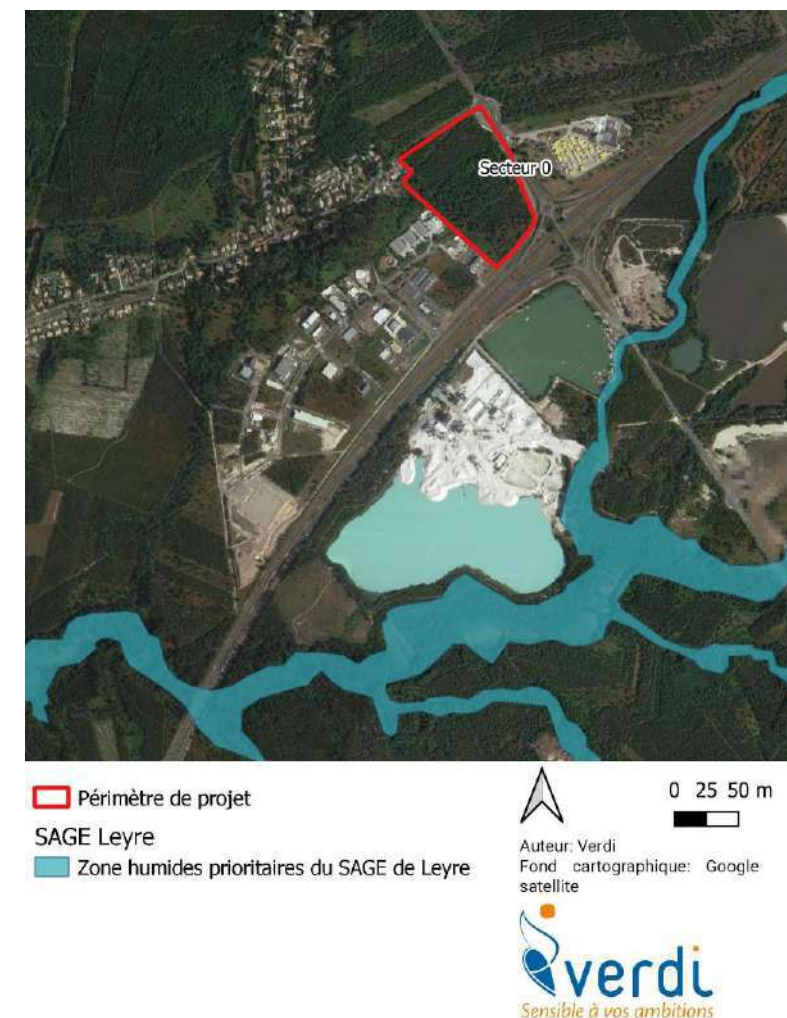 Secteur 0
Périmètre de projet
SAGE Leyre
Zone humides prioritaires du SAGE de Leyre
0 25 50 m
Auteur: Verdi
Fond cartographique: Google
satellite
verdi
Sensible à vos ambitions